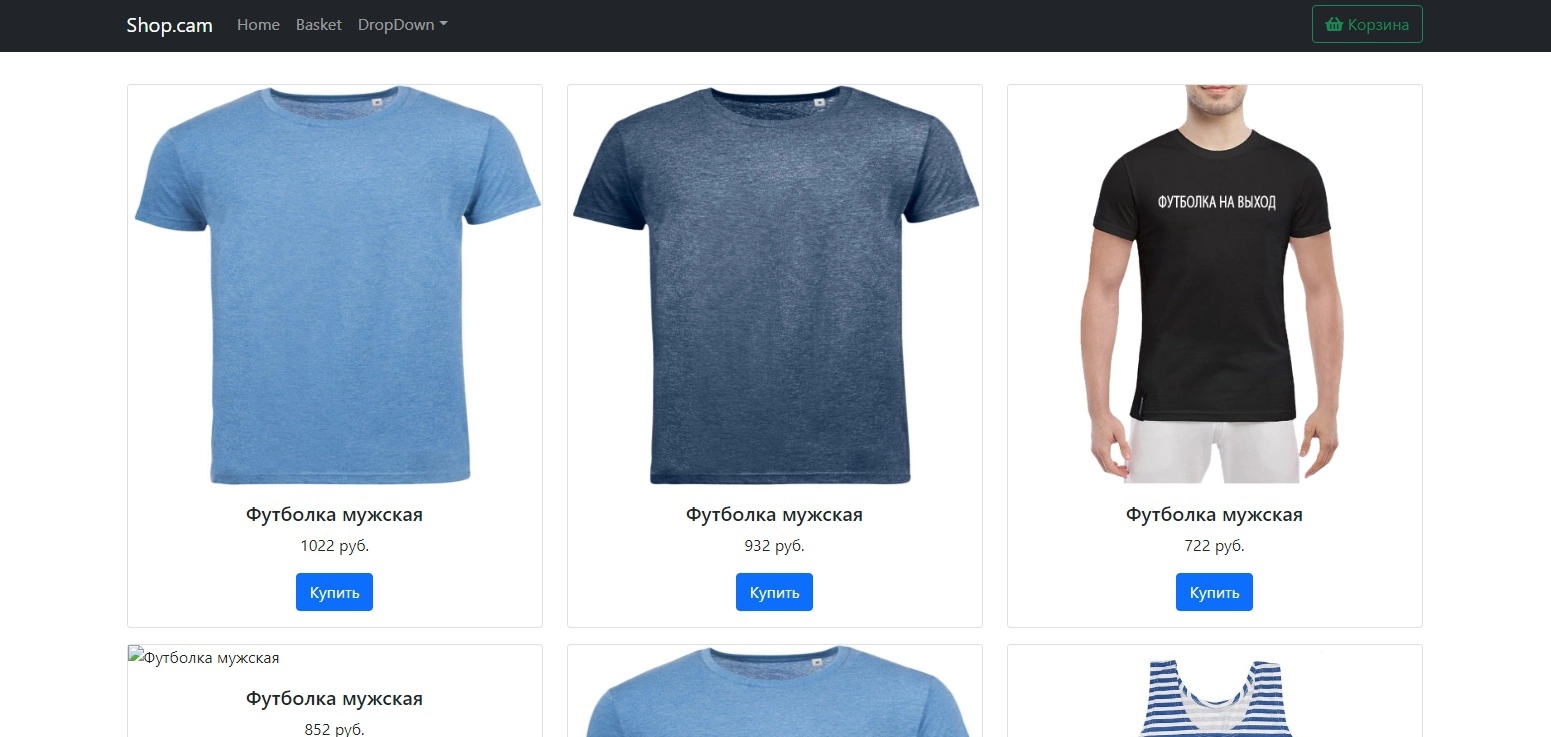 Shop.cam Home Basket DropDown Корзина
ФУТБОЛКА НА ВЫХОД
Футболка мужская
1022 руб.
Купить
Футболка мужская
932 руб.
Купить
Футболка мужская
722 руб.
Купить
Футболка мужская
Футболка мужская
852 руб.